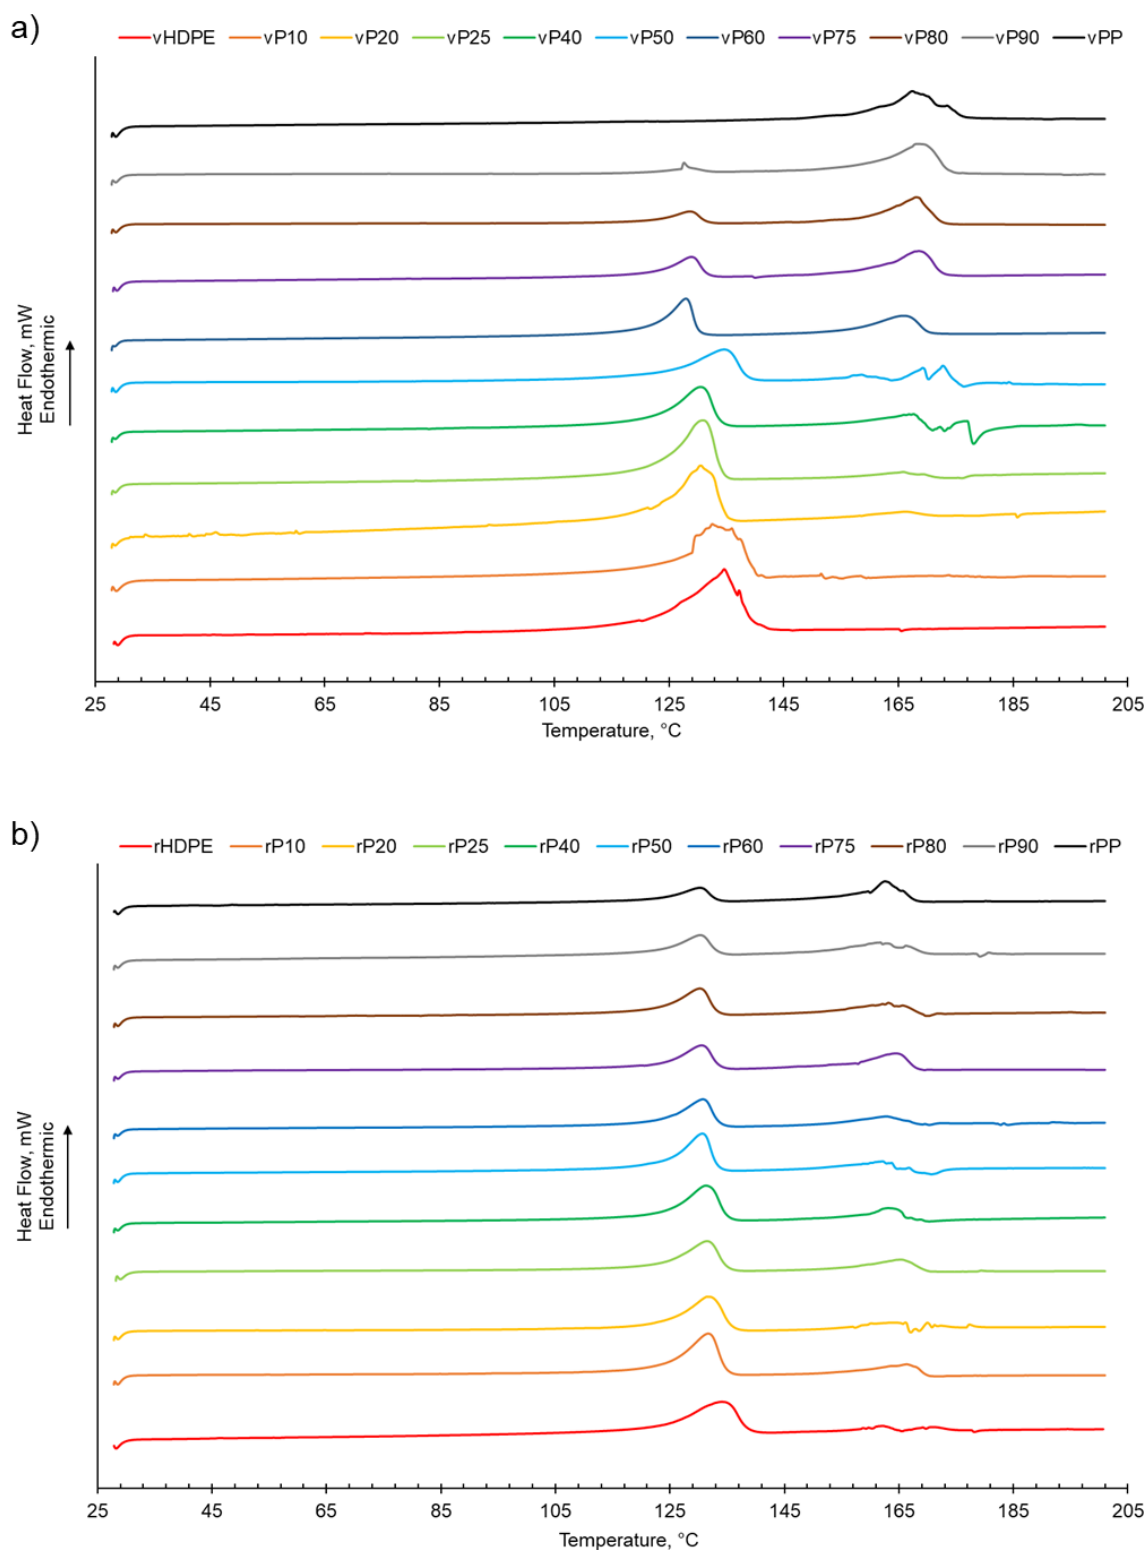 a)
vHDPE vP10 vP20 vP25 vP40 vP50 vP60 vP75 vP80 vP90 vPP
Heat Flow, mW
Endothermic
25 45 65 85 105 125 145 165 185 205
Temperature, °C
b)
rHDPE rP10 rP20 rP25 rP40 rP50 rP60 rP75 rP80 rP90 rPP
Heat Flow, mW
Endothermic
25 45 65 85 105 125 145 165 185 205
Temperature, °C